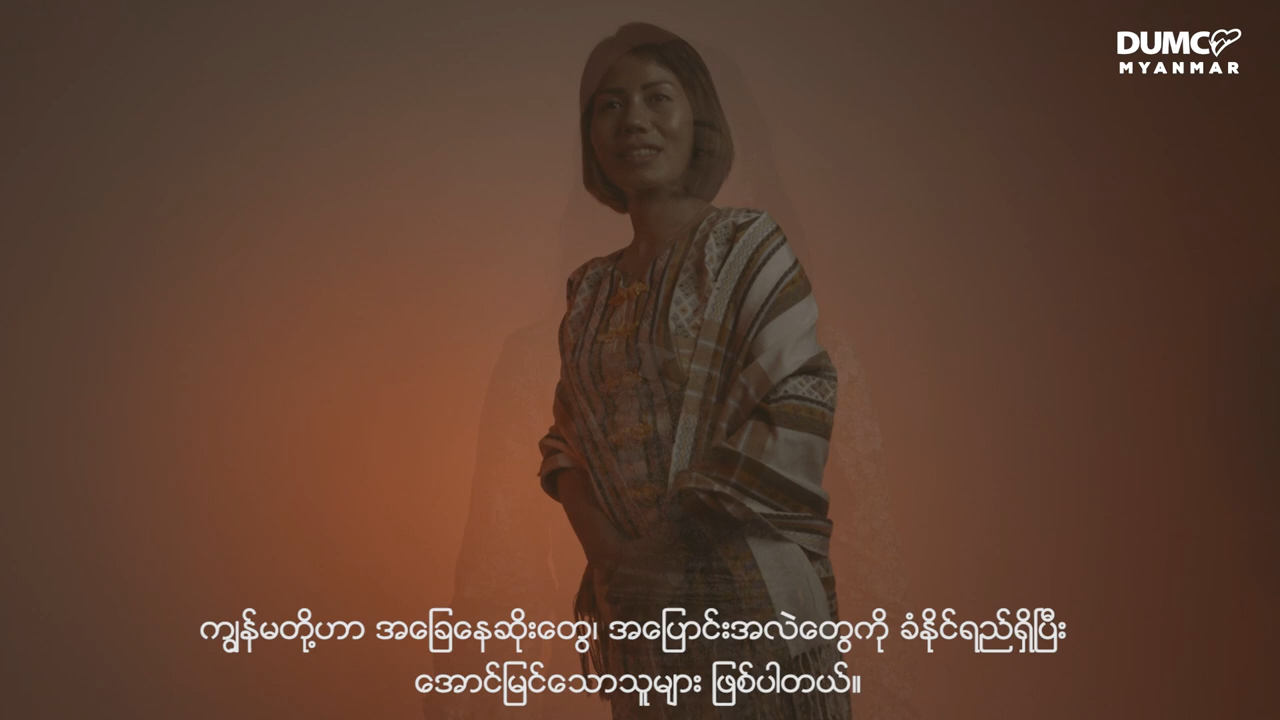 DUMC
MYANMAR
ကျွန်မတို့ဟာ အခြေနေဆိုးတွေ၊ အပြောင်းအလဲတွေကို ခံနိုင်ရည်ရှိပြီး
အောင်မြင်သောသူများ ဖြစ်ပါတယ်။